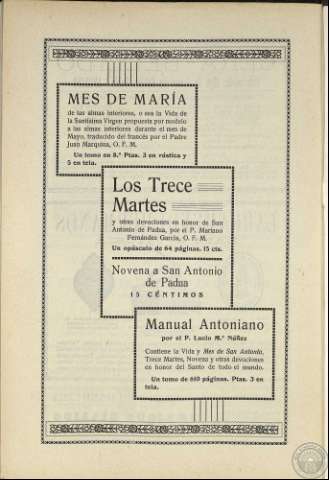 MES DE MARÍA
de las almas interiores, o sea la Vida de
la Santísima Virgen propuesta por modelo
a las almas interiores durante el mes de
Mayo, traducido del francés por el Padre
Juan Marquina, O. F. M.
Un tomo en 8.º Ptas. 3 en rústica y
5 en tela.
Los Trece
Martes
y otras devociones en honor de San
Antonio de Padua, por el P. Mariano
Fernández García, O. F. M.
Un opúsculo de 64 páginas, 15 cts.
Novena a San Antonio
de Padua
15 CÉNTIMOS
Manual Antoniano
por el P. Lucio M.ª Núñez
Contiene la Vida y Mes de San Antonio,
Trece Martes, Novena y otras devociones
en honor del Santo de todo el mundo.
Un tomo de 610 páginas. Ptas. 3 en
tela.